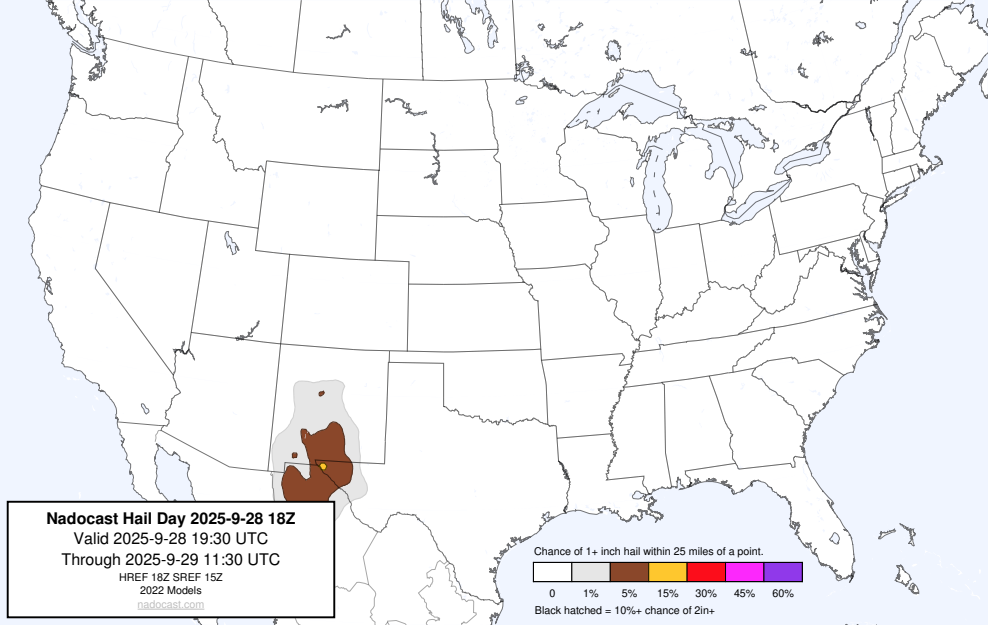 Nadocast Hail Day 2025-9-28 18Z
Valid 2025-9-28 19:30 UTC
Through 2025-9-29 11:30 UTC
HREF 18Z SREF 15Z
2022 Models
nadocast.com
Chance of 1+ inch hail within 25 miles of a point.
0 1% 5% 15% 30% 45% 60%
Black hatched = 10%+ chance of 2in+